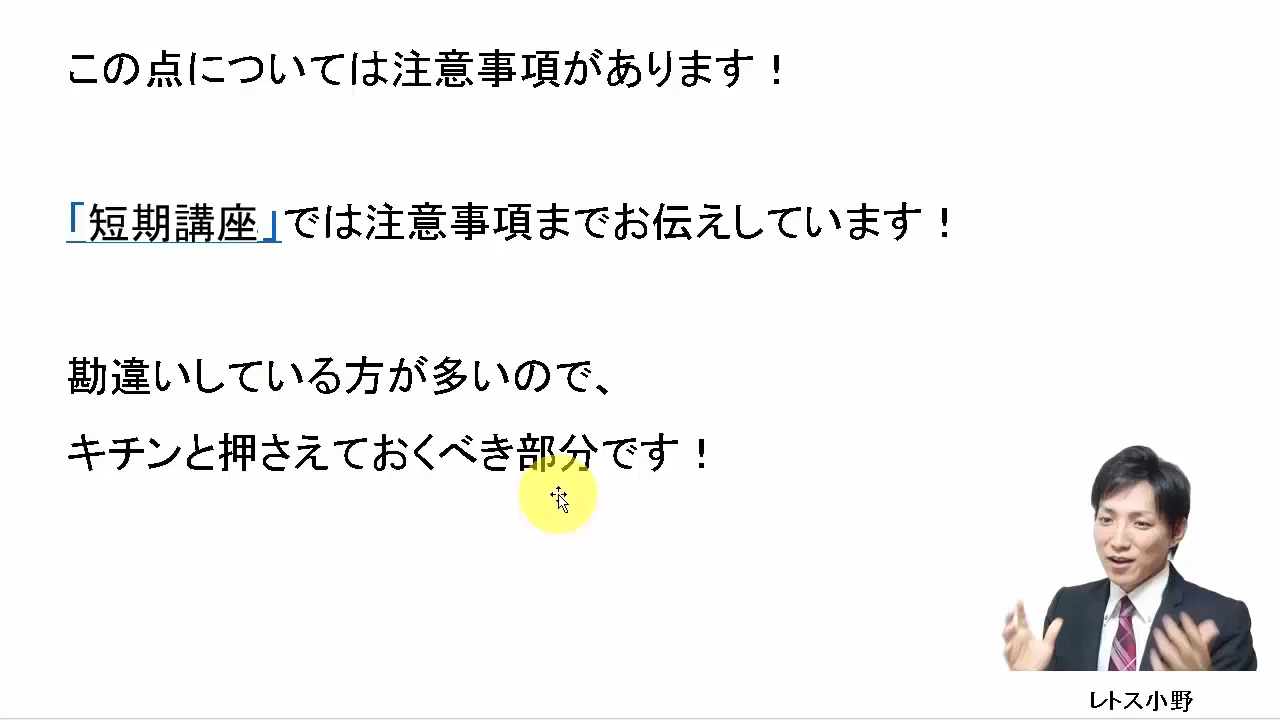 この点については注意事項があります！
「短期講座」では注意事項までお伝えしています！
勘違いしている方が多いので、
キチンと押さえておくべき部分です！
レトス小野